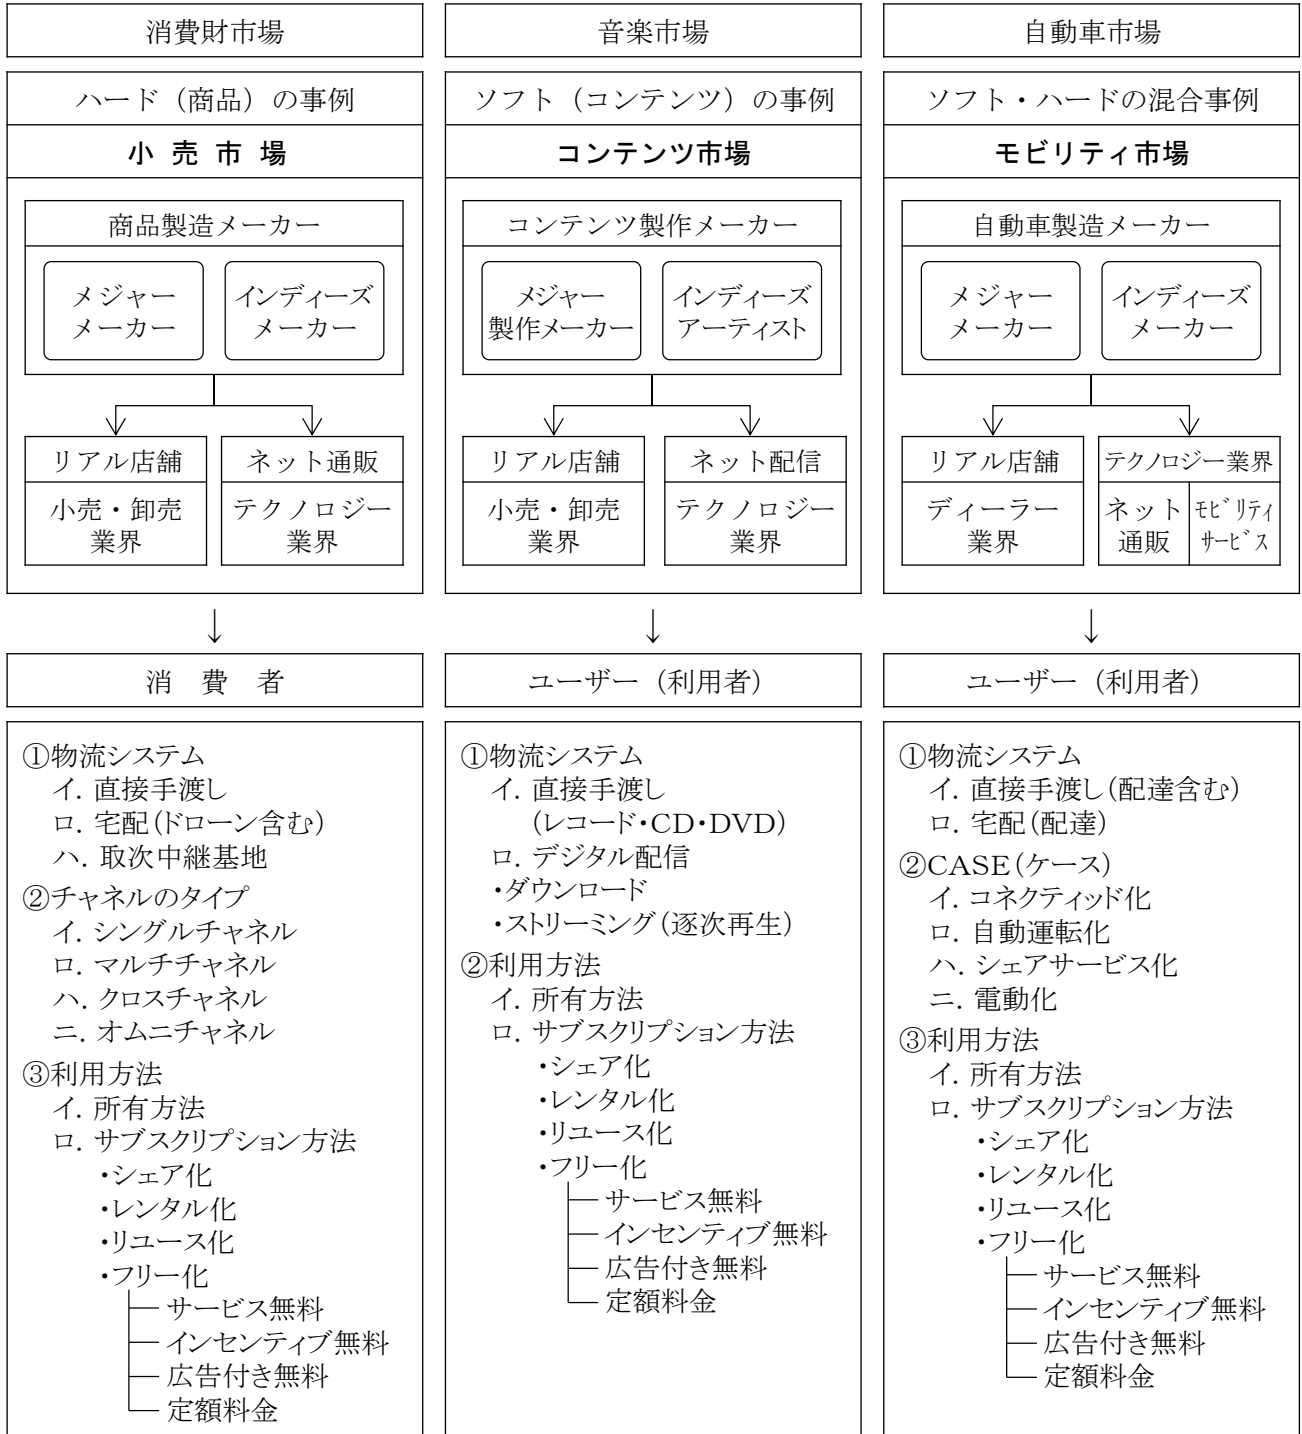 消費財市場
ハード（商品）の事例
小売市場
商品製造メーカー
メジャー
メーカー
インディーズ
メーカー
リアル店舗
小売・卸売
業界
ネット通販
テクノロジー
業界
↓
消費者
①物流システム
イ. 直接手渡し
ロ. 宅配(ドローン含む)
ハ. 取次中継基地
②チャネルのタイプ
イ. シングルチャネル
ロ. マルチチャネル
ハ. クロスチャネル
ニ. オムニチャネル
③利用方法
イ. 所有方法
ロ. サブスクリプション方法
・シェア化
・レンタル化
・リユース化
・フリー化
サービス無料
インセンティブ無料
広告付き無料
定額料金
音楽市場
ソフト（コンテンツ）の事例
コンテンツ市場
コンテンツ製作メーカー
メジャー
製作メーカー
インディーズ
アーティスト
リアル店舗
小売・卸売
業界
ネット配信
テクノロジー
業界
↓
ユーザー（利用者）
①物流システム
イ. 直接手渡し
(レコード・CD・DVD)
ロ. デジタル配信
・ダウンロード
・ストリーミング(逐次再生)
②利用方法
イ. 所有方法
ロ. サブスクリプション方法
・シェア化
・レンタル化
・リユース化
・フリー化
サービス無料
インセンティブ無料
広告付き無料
定額料金
自動車市場
ソフト・ハードの混合事例
モビリティ市場
自動車製造メーカー
メジャー
メーカー
インディーズ
メーカー
リアル店舗
ディーラー
業界
テクノロジー業界
ネット
通販
モビリティ
サービス
↓
ユーザー（利用者）
①物流システム
イ. 直接手渡し(配達含む)
ロ. 宅配(配達)
②CASE(ケース)
イ. コネクティッド化
ロ. 自動運転化
ハ. シェアサービス化
ニ. 電動化
③利用方法
イ. 所有方法
ロ. サブスクリプション方法
・シェア化
・レンタル化
・リユース化
・フリー化
サービス無料
インセンティブ無料
広告付き無料
定額料金